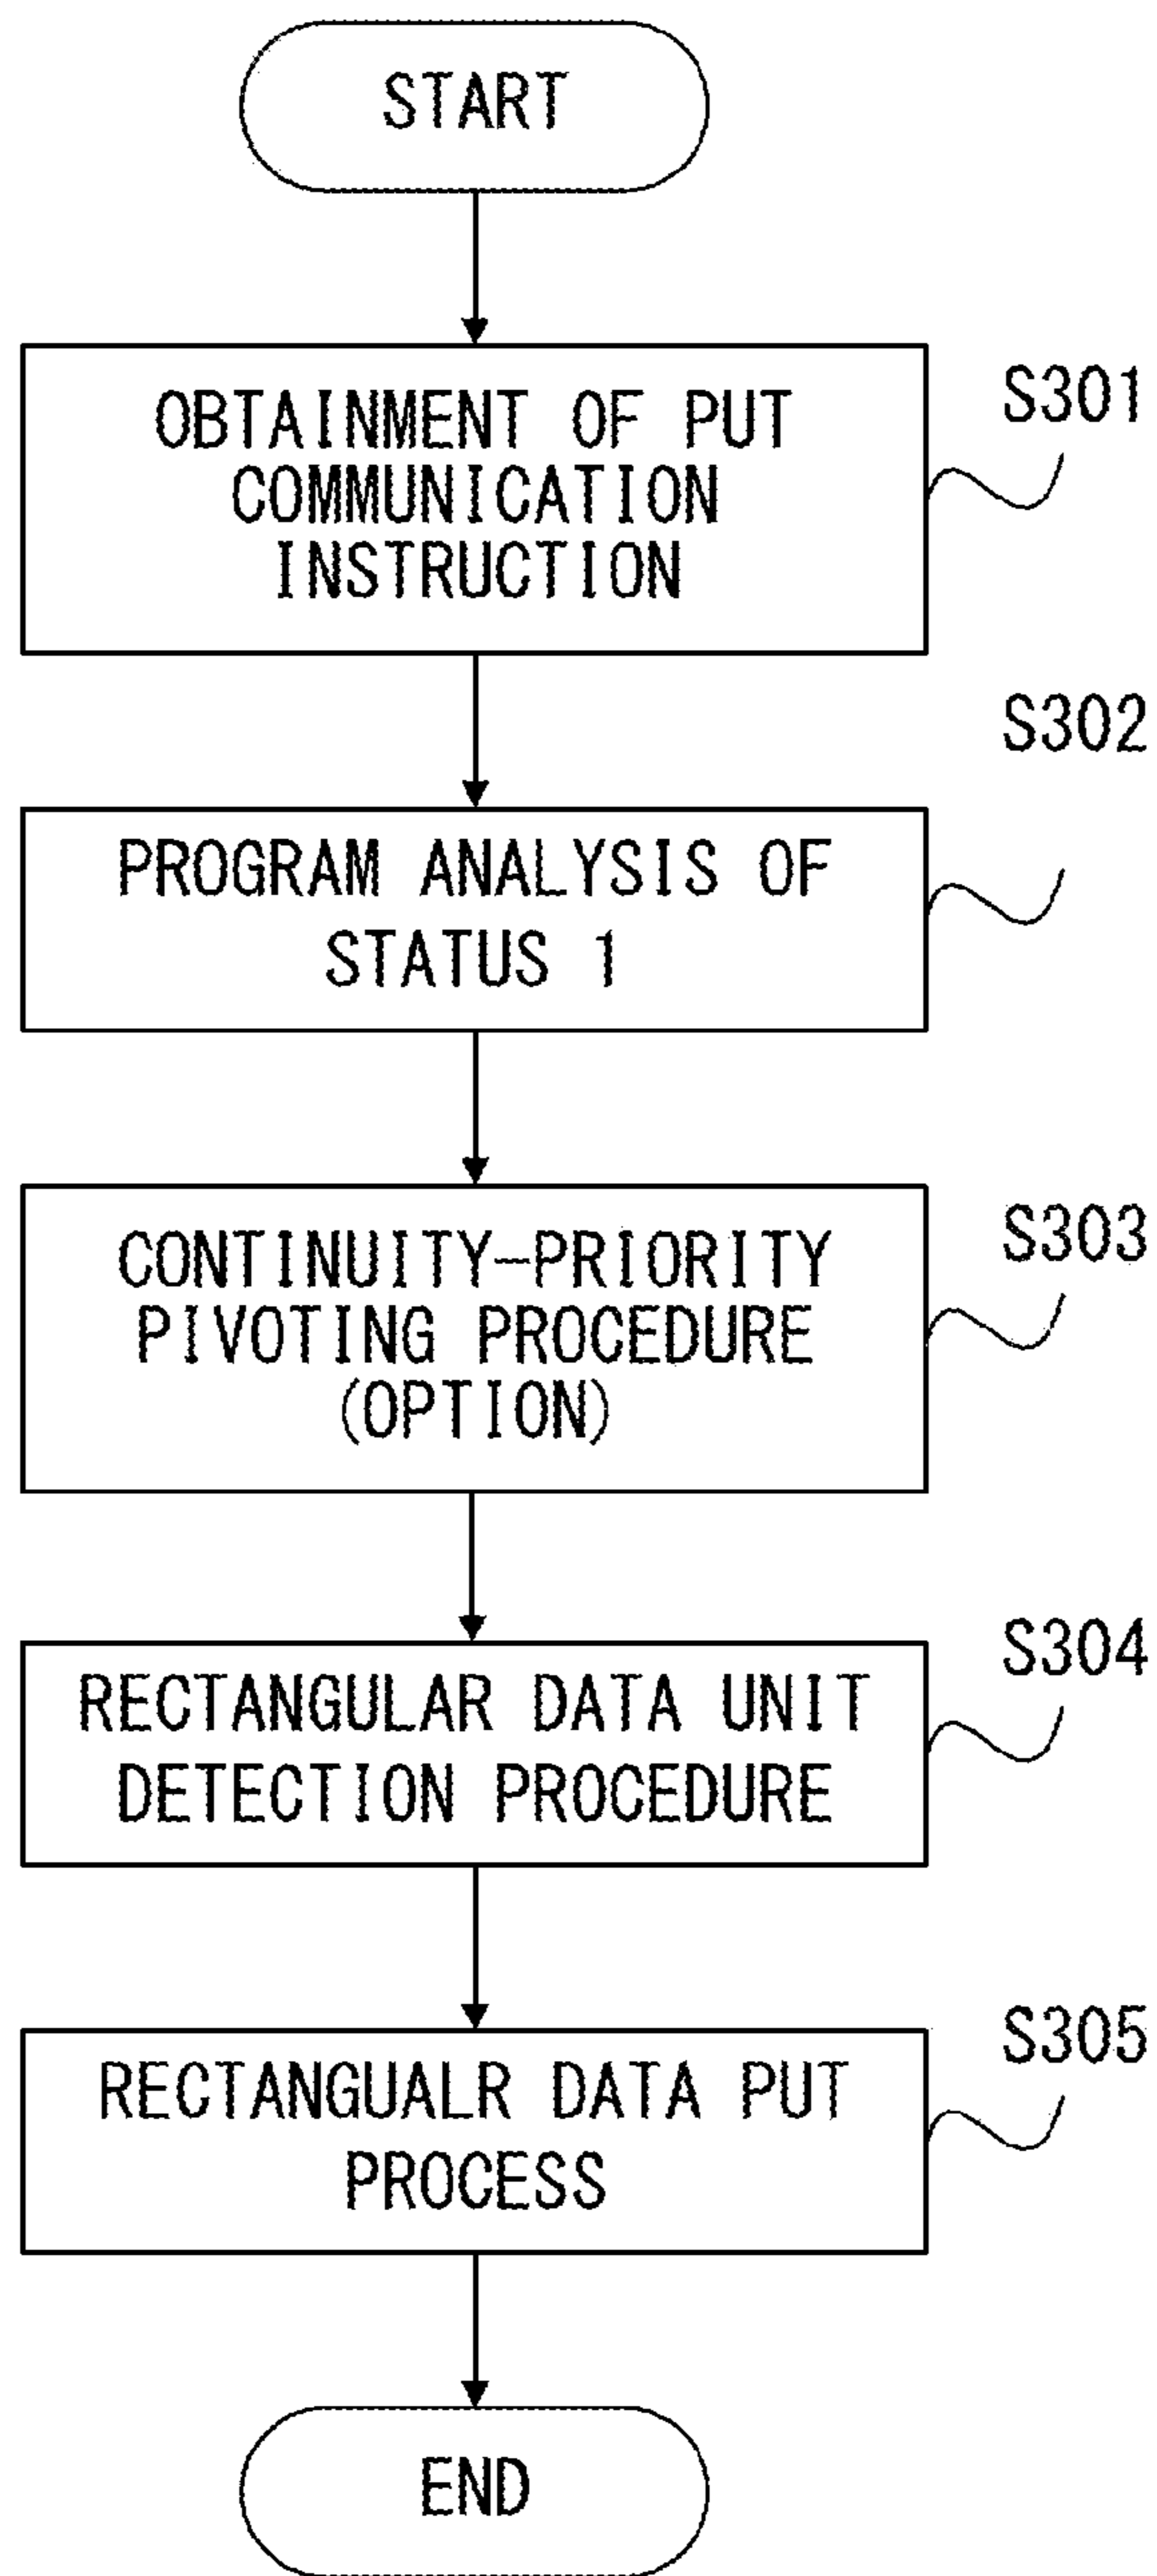 START
OBTAINMENT OF PUT
COMMUNICATION
INSTRUCTION
S301
PROGRAM ANALYSIS OF
STATUS 1
S302
CONTINUITY-PRIORITY
PIVOTING PROCEDURE
(OPTION)
S303
RECTANGULAR DATA UNIT
DETECTION PROCEDURE
S304
RECTANGUALR DATA PUT
PROCESS
S305
END